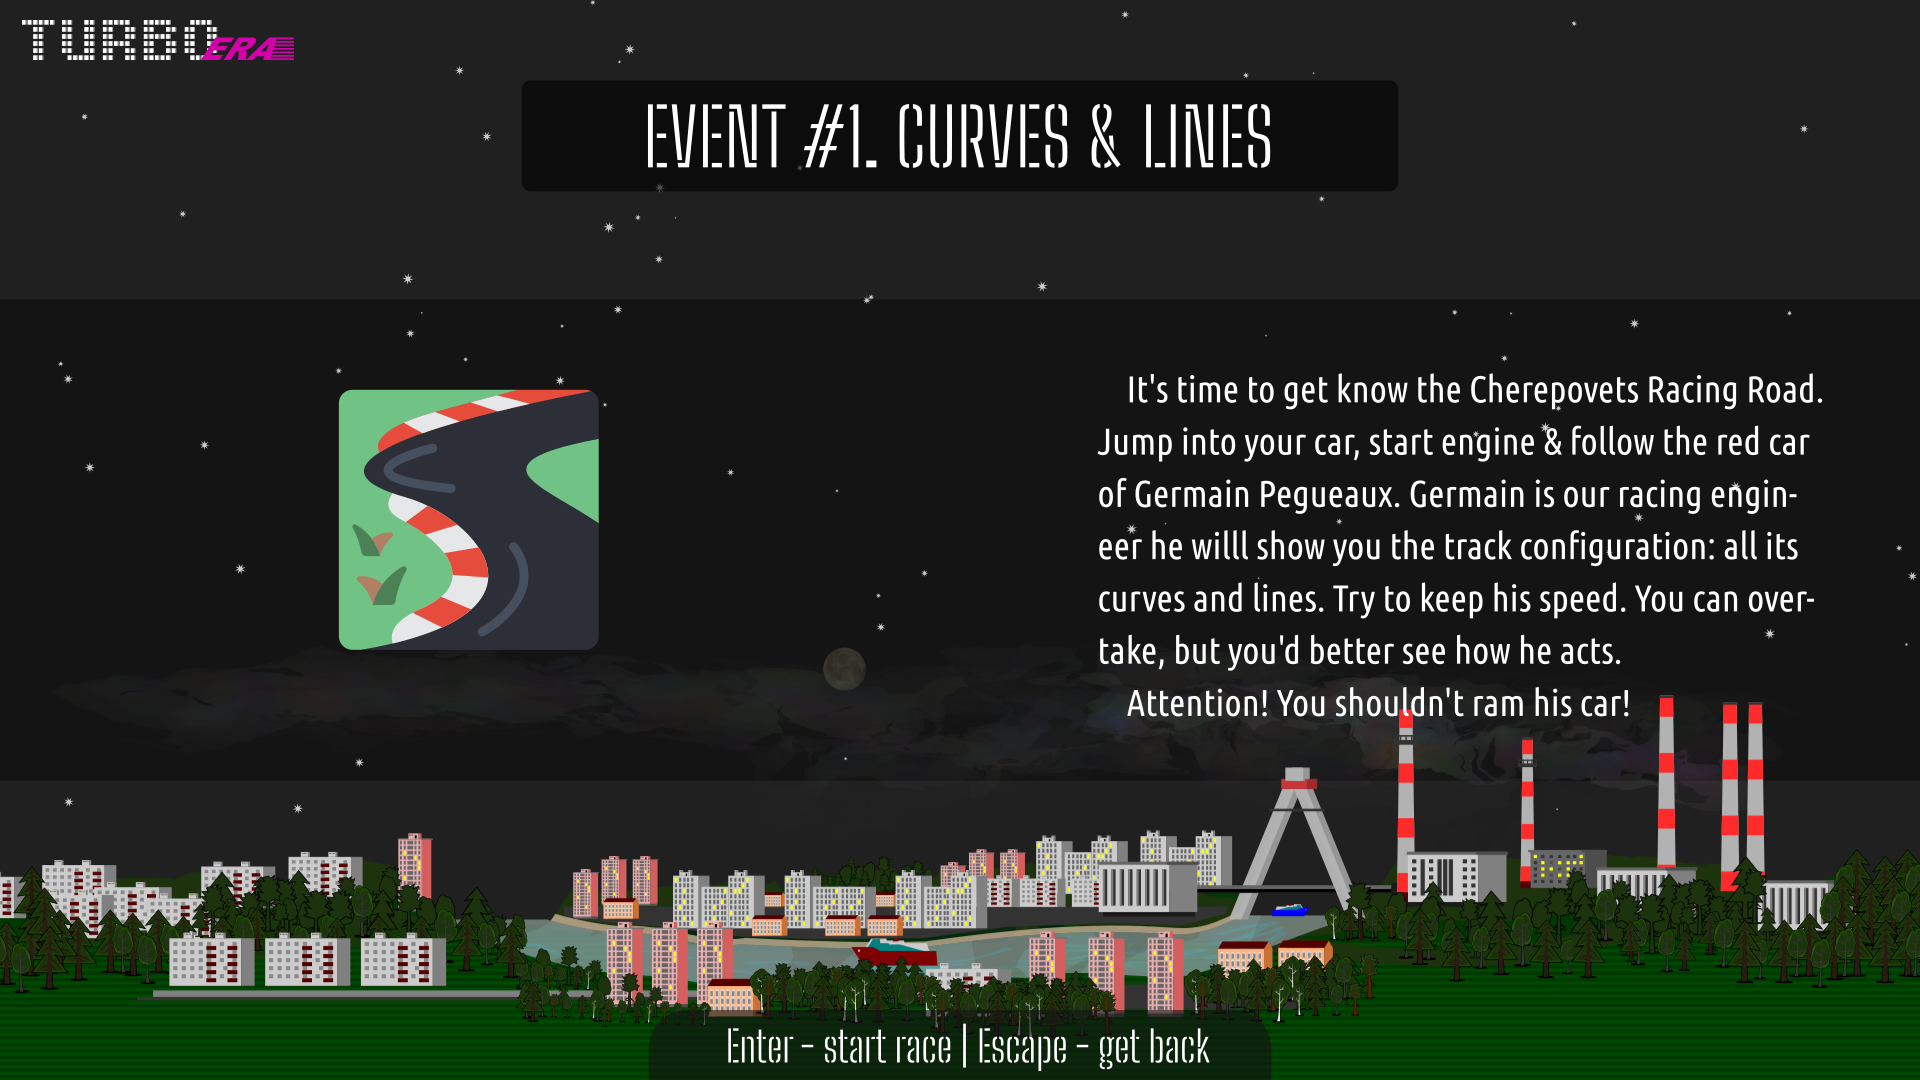 TURBO ERA
EVENT #1. CURVES & LINES
It's time to get know the Cherepovets Racing Road.
Jump into your car, start engine & follow the red car
of Germain Pegueaux. Germain is our racing engin-
eer he willl show you the track configuration: all its
curves and lines. Try to keep his speed. You can over-
take, but you'd better see how he acts.
Attention! You shouldn't ram his car!
Enter - start race | Escape - get back